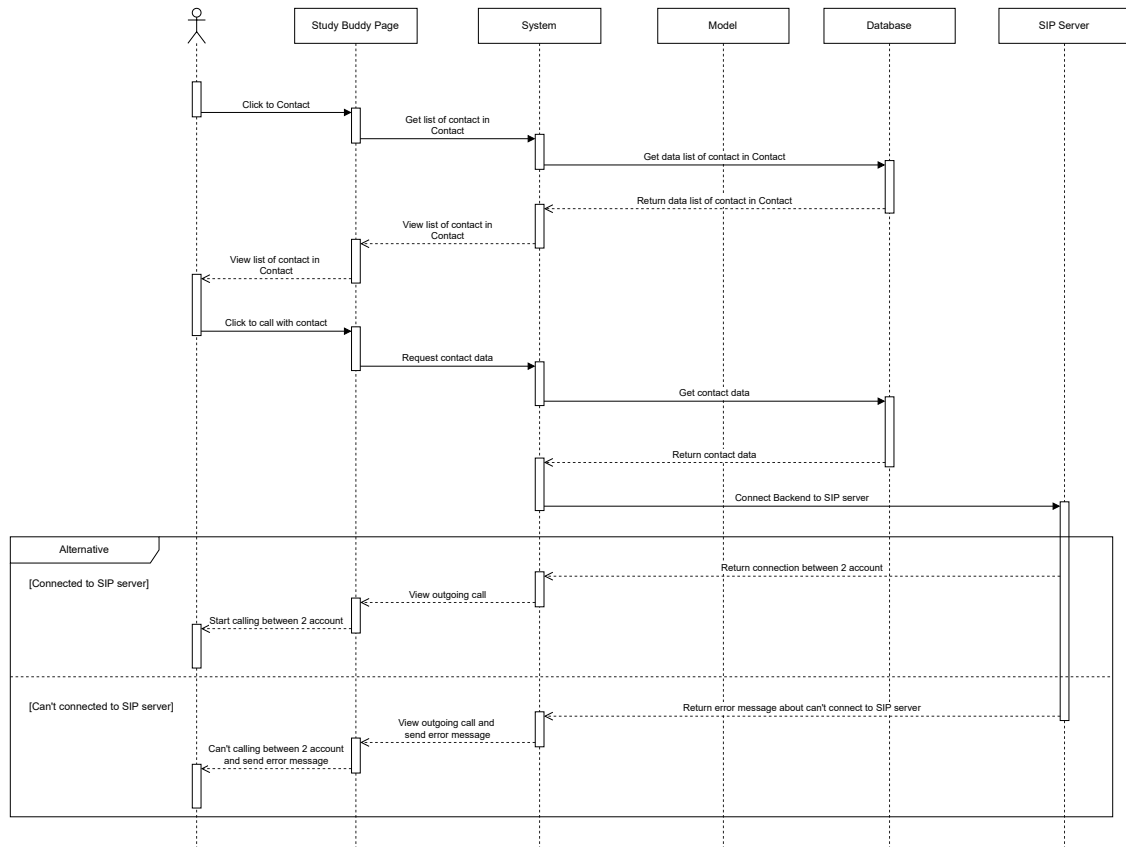 Study Buddy Page
System
Model
Database
SIP Server
Click to Contact
Get list of contact in
Contact
Get data list of contact in Contact
Return data list of contact in Contact
View list of contact in
Contact
View list of contact in
Contact
Click to call with contact
Request contact data
Get contact data
Return contact data
Connect Backend to SIP server
Alternative
[Connected to SIP server]
Return connection between 2 account
View outgoing call
Start calling between 2 account
[Can't connected to SIP server]
Return error message about can't connect to SIP server
View outgoing call and
send error message
Can't calling between 2 account
and send error message